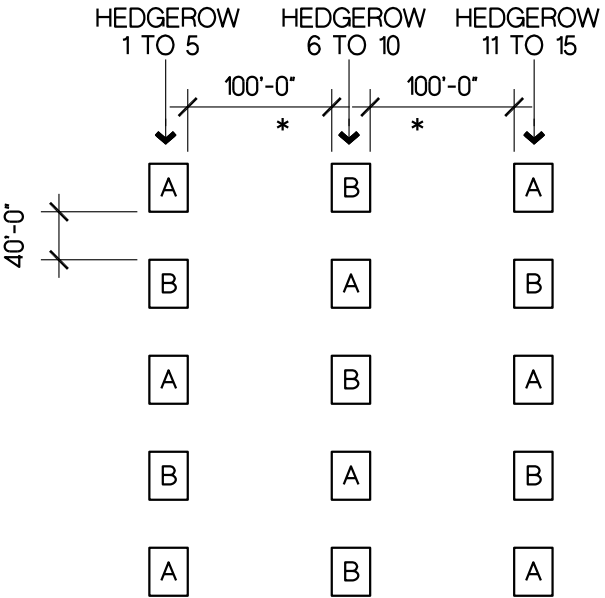 HEDGEROW HEDGEROW HEDGEROW
1 TO 5 6 TO 10 11 TO 15
100'-0" 100'-0"
* *
A B A
40'-0"
B A B
A B A
B A B
A B A